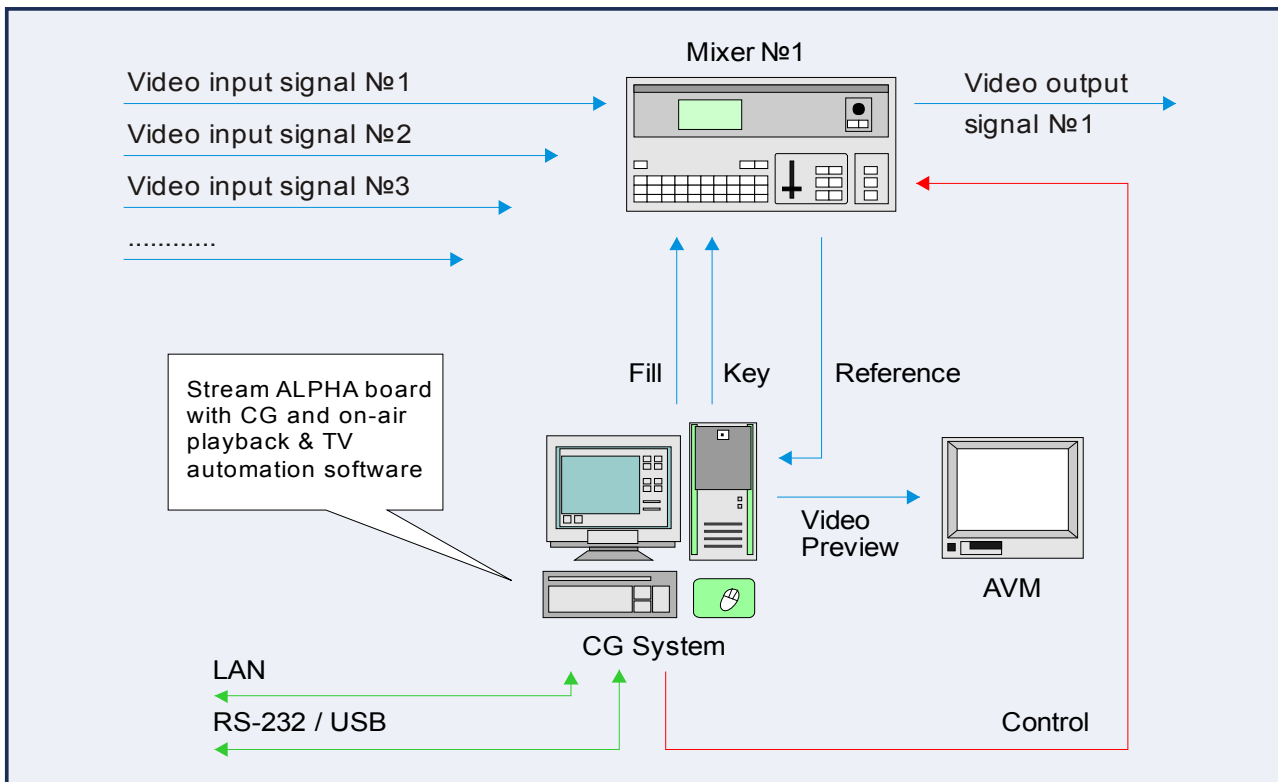 Mixer №1
Video input signal №1
Video input signal №2
Video input signal №3
............
Video output
signal №1
Fill
Key
Reference
Stream ALPHA board
with CG and on-air
playback & TV
automation software
Video
Preview
AVM
CG System
LAN
RS-232 / USB
Control